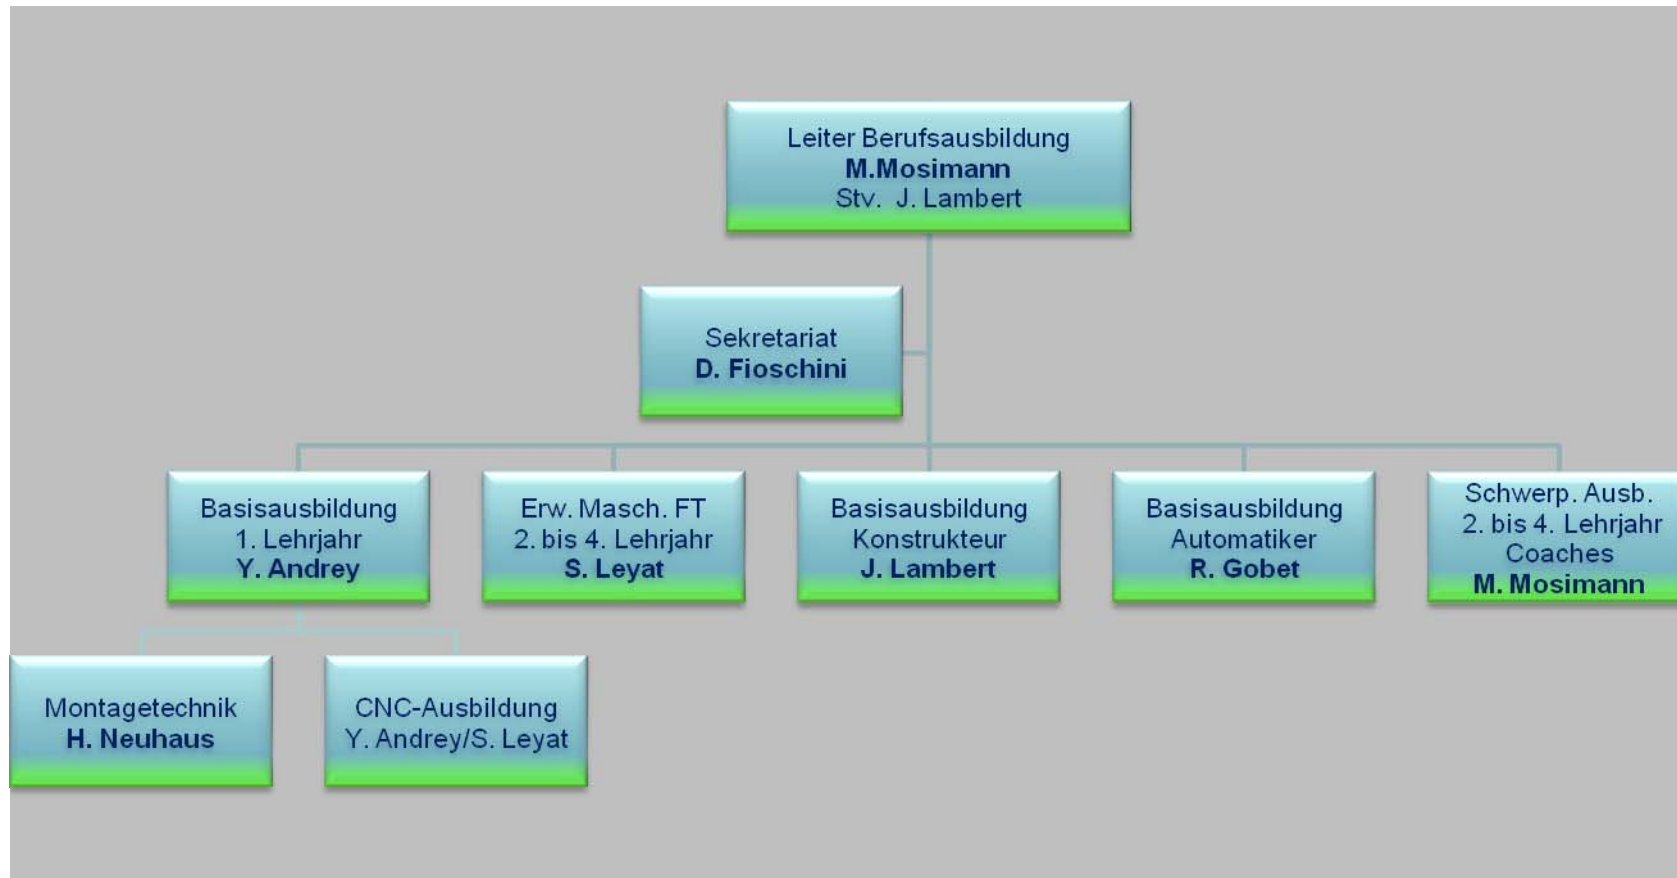 Leiter Berufsausbildung
M.Mosimann
Stv. J. Lambert
Sekretariat
D. Fioschini
Basisausbildung
1. Lehrjahr
Y. Andrey
Erw. Masch. FT
2. bis 4. Lehrjahr
S. Leyat
Basisausbildung
Konstrukteur
J. Lambert
Basisausbildung
Automatiker
R. Gobet
Schwerp. Ausb.
2. bis 4. Lehrjahr
Coaches
M. Mosimann
Montagetechnik
H. Neuhaus
CNC-Ausbildung
Y. Andrey/S. Leyat